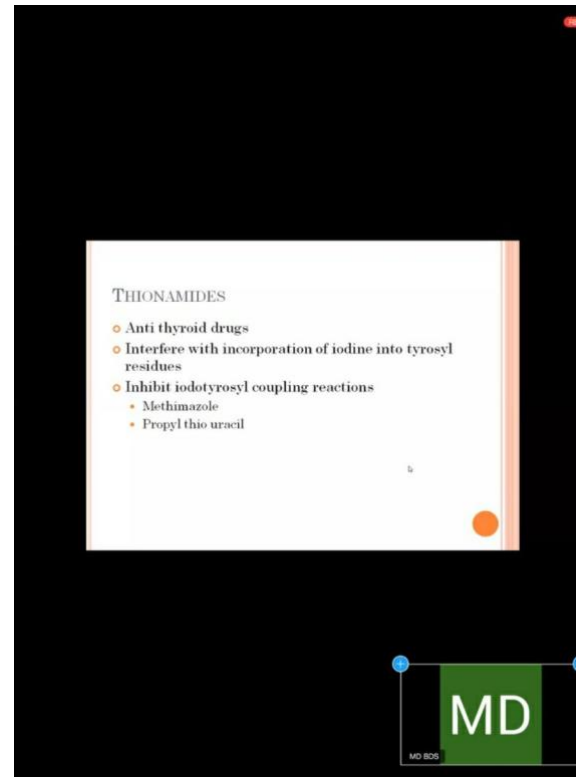 THIONAMIDES
Anti thyroid drugs
Interfere with incorporation of iodine into tyrosyl
residues
Inhibit iodotyrosyl coupling reactions
Methimazole
Propyl thio uracil
MD
MD BDS